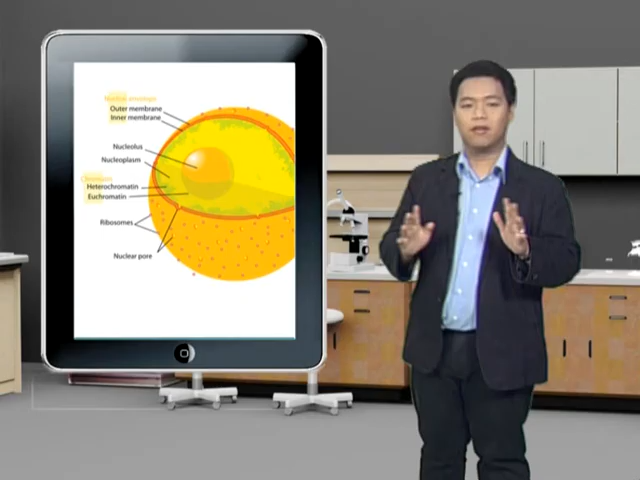 Nuclear envelope
Outer membrane
Inner membrane
Nucleolus
Nucleoplasm
Chromatin
Heterochromatin
Euchromatin
Ribosomes
Nuclear pore